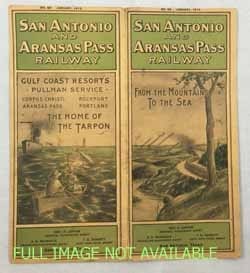 SAN ANTONIO
AND
ARANSAS PASS
RAILWAY
GULF COAST RESORTS
PULLMAN SERVICE
CORPUS CHRISTI ROCKPORT
ARANSAS PASS PORTLAND
THE HOME OF
THE TARPON
SAN ANTONIO
AND
ARANSAS PASS
RAILWAY
FROM THE MOUNTAINS
TO THE SEA
FULL IMAGE NOT AVAILABLE